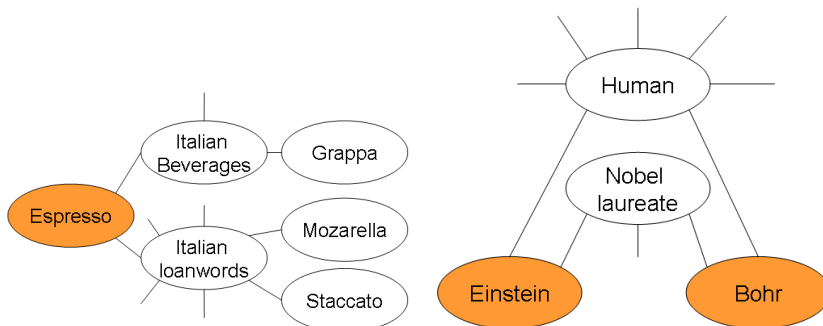 Italian
Beverages
Grappa
Espresso
Italian
loanwords
Mozarella
Staccato
Human
Nobel
laureate
Einstein
Bohr